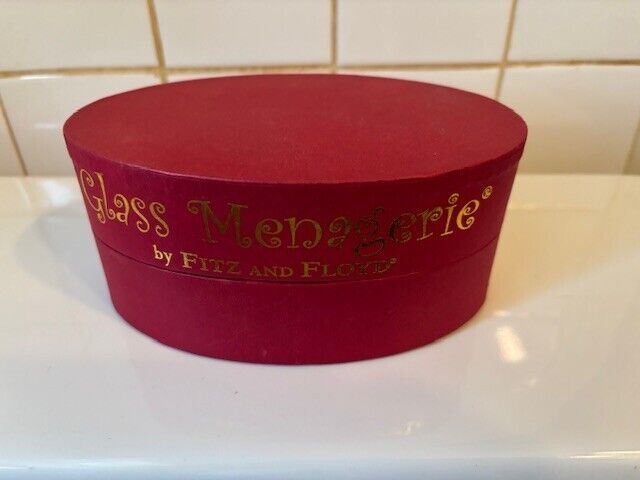 Glass Menagerie®
by FITZ AND FLOYD®